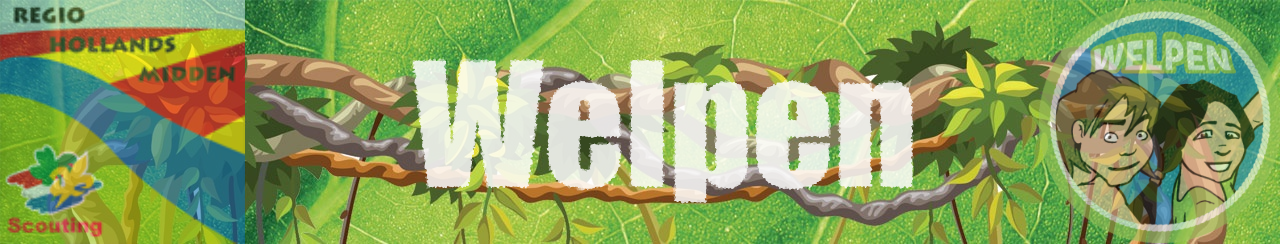 REGIO
HOLLANDS
MIDDEN
Scouting
Welpen
WELPEN